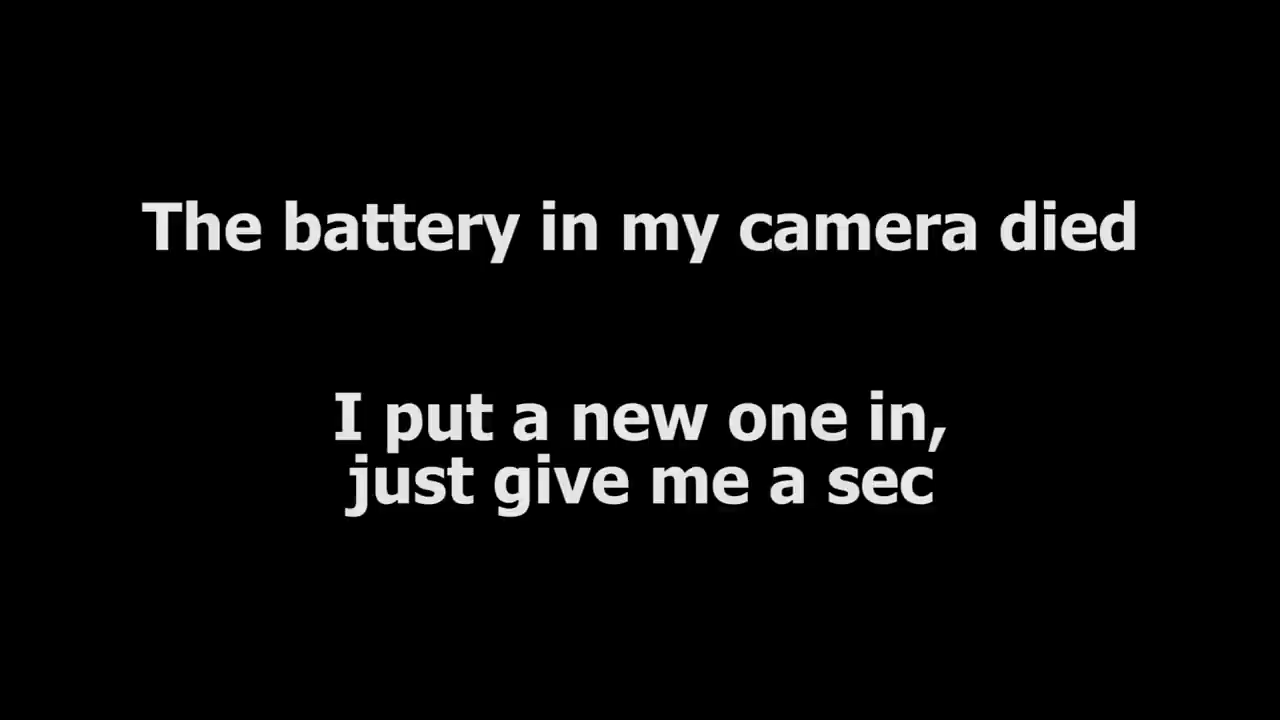 The battery in my camera died
I put a new one in,
just give me a sec